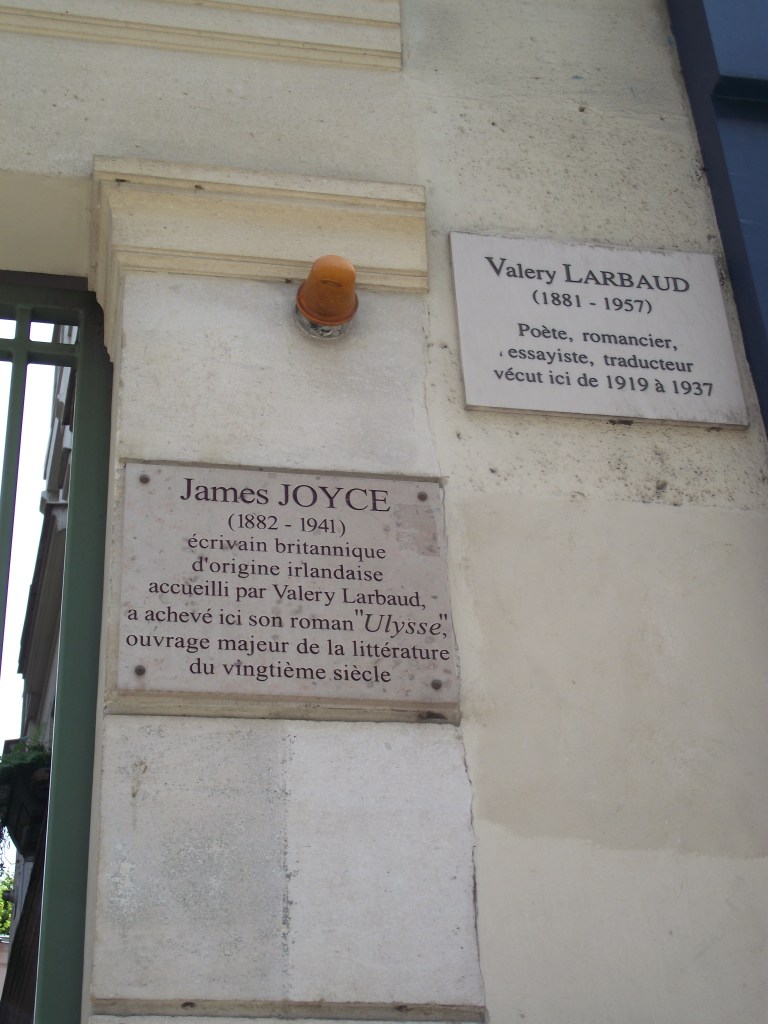 Valery LARBAUD
(1881 - 1957)
Poète, romancier,
essayiste, traducteur
vécut ici de 1919 à 1937
James JOYCE
(1882 - 1941)
écrivain britannique
d'origine irlandaise
accueilli par Valery Larbaud,
a achevé ici son roman "Ulysse",
ouvrage majeur de la littérature
du vingtième siècle